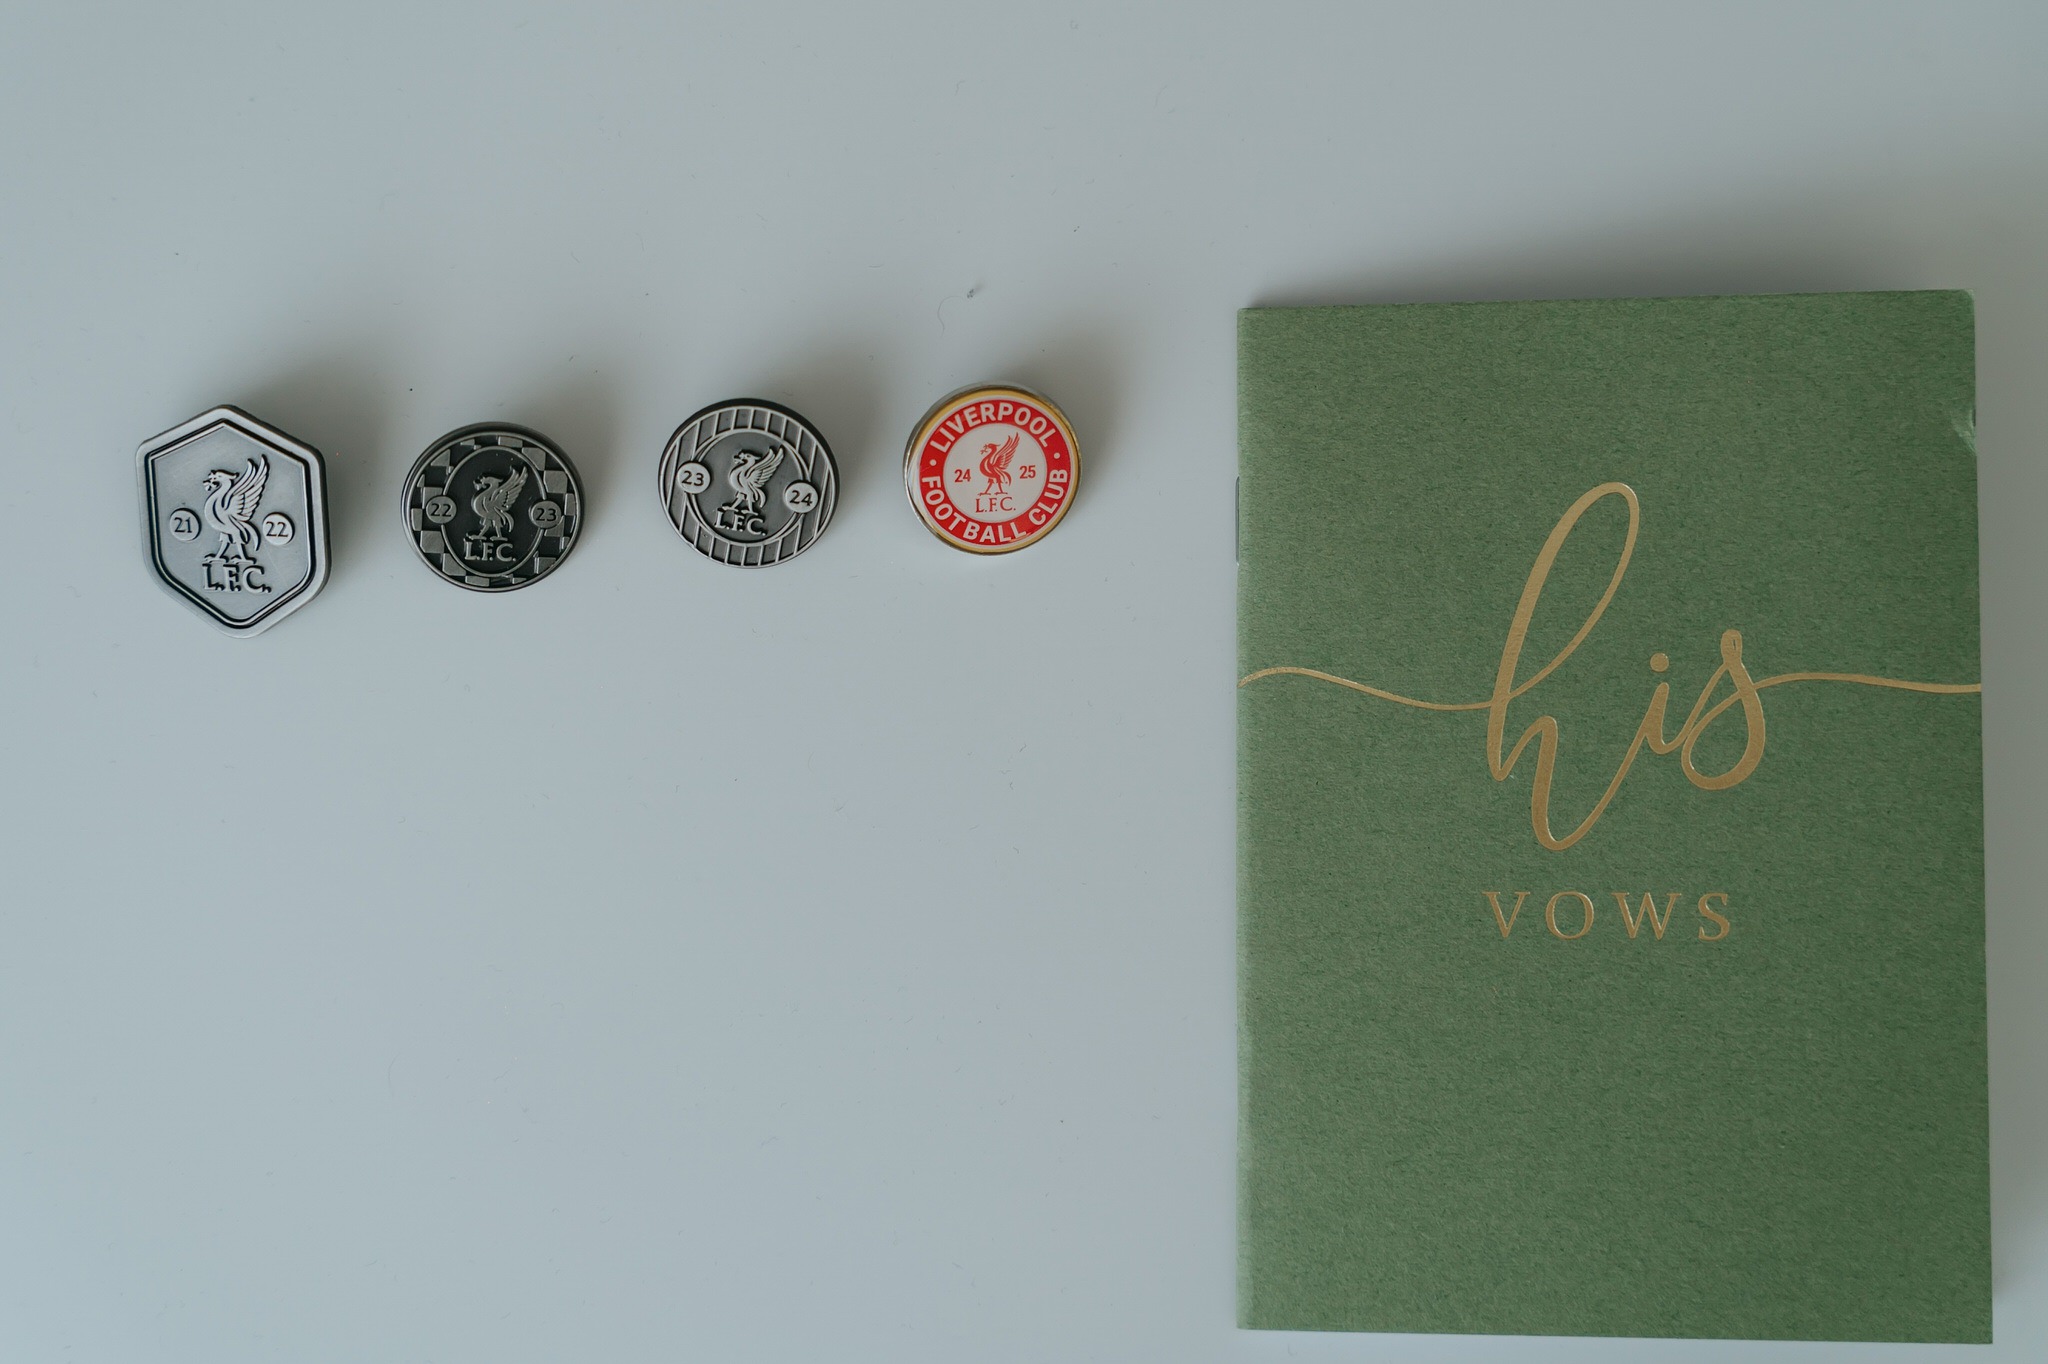 21 22
L.F.C.
22 23
L.F.C.
23 24
L.F.C.
LIVERPOOL
24 25
L.F.C.
FOOTBALL CLUB
his
VOWS